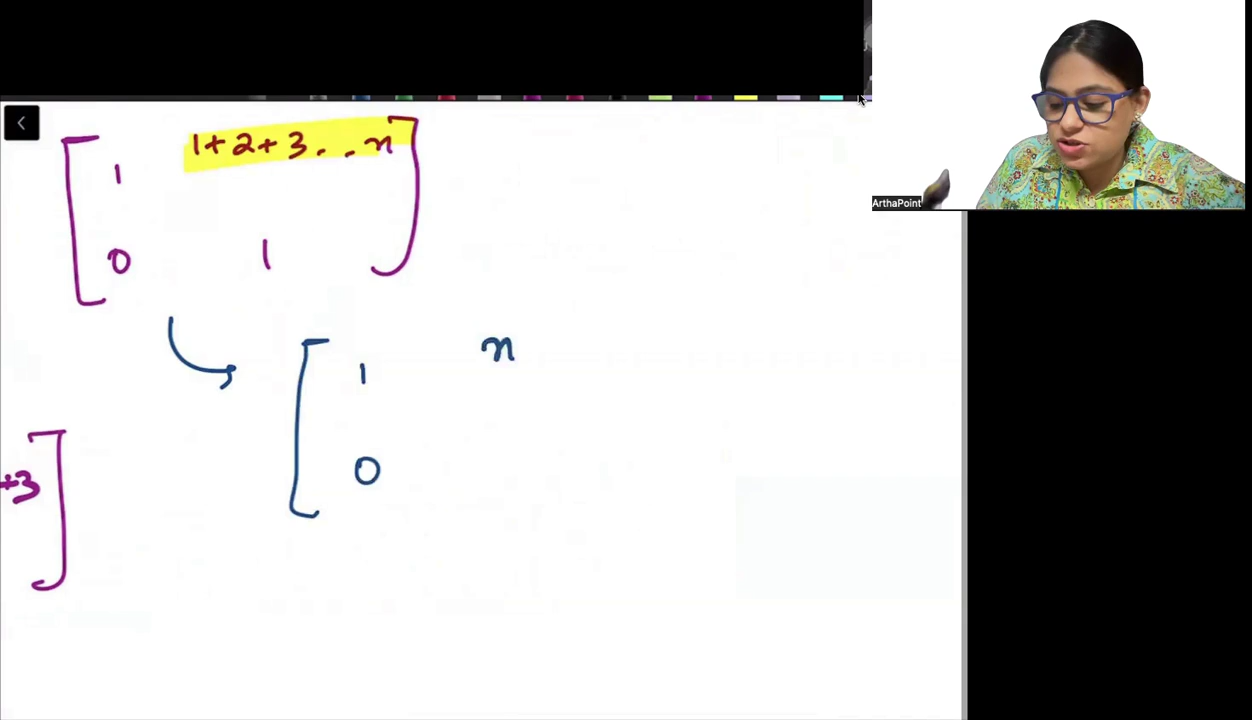 1 1+2+3. . . n
0 1
1 n
0
+3
ArthaPoint